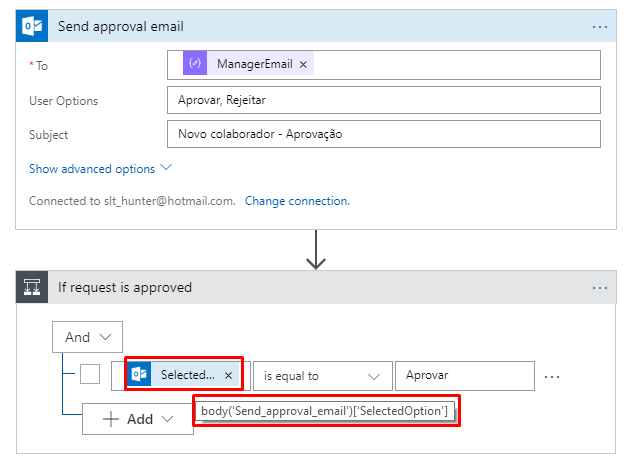 Send approval email
* To
ManagerEmail ×
User Options
Aprovar, Rejeitar
Subject
Novo colaborador - Aprovação
Show advanced options
Connected to slt_hunter@hotmail.com. Change connection.
If request is approved
And
Selected... × is equal to Aprovar
+ Add
body('Send_approval_email')['SelectedOption']